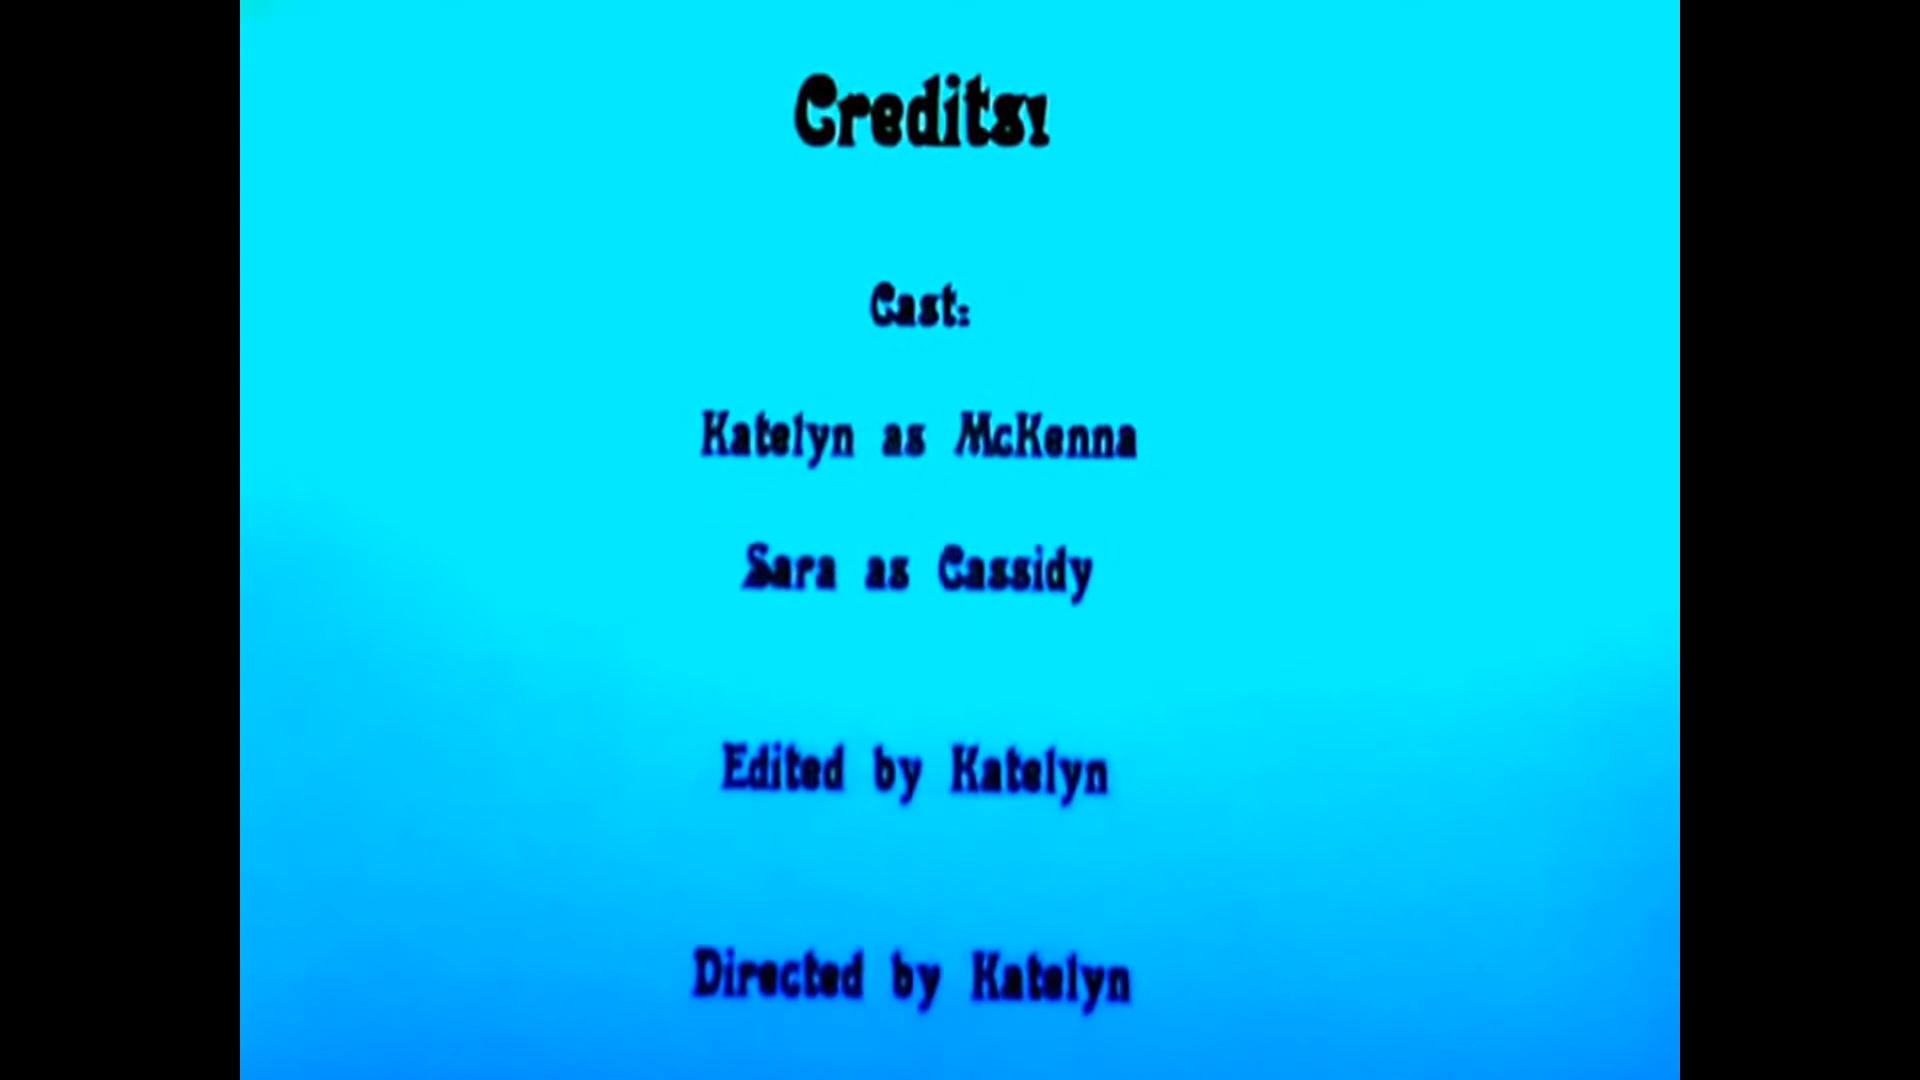 Credits!
Cast:
Katelyn as McKenna
Sara as Cassidy
Edited by Katelyn
Directed by Katelyn